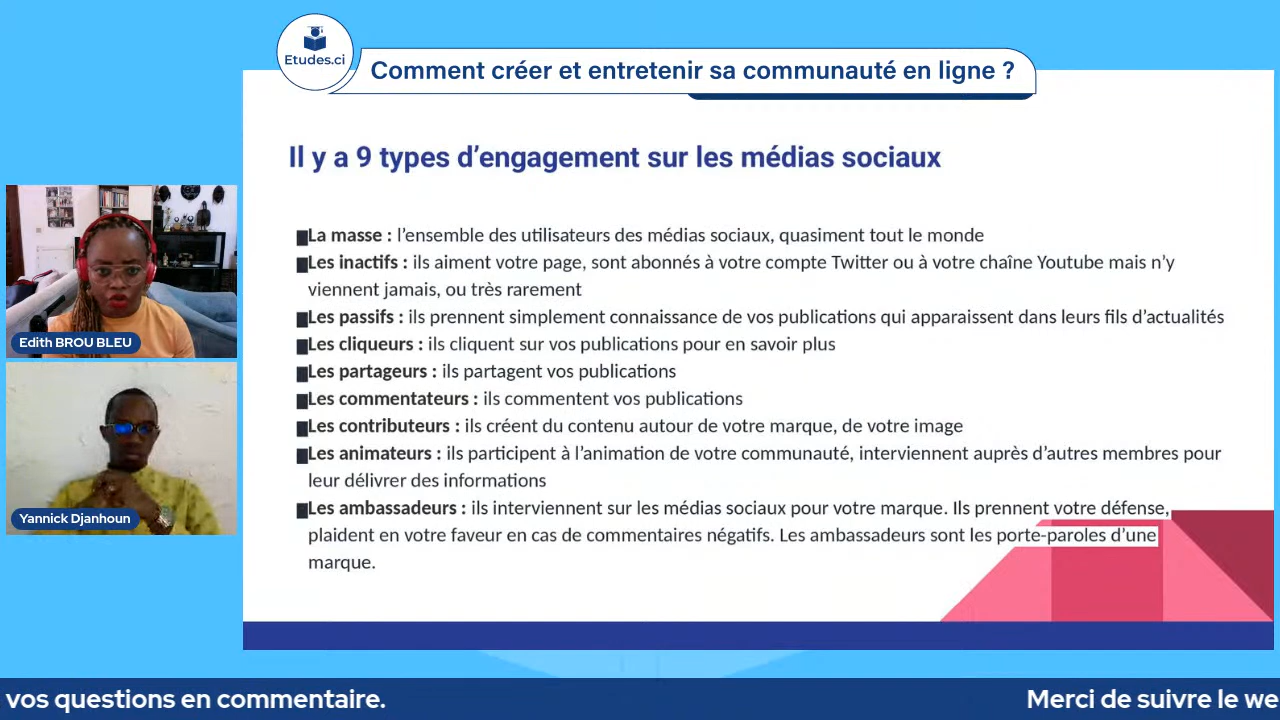 Etudes.ci
Comment créer et entretenir sa communauté en ligne ?
Il y a 9 types d’engagement sur les médias sociaux
La masse : l’ensemble des utilisateurs des médias sociaux, quasiment tout le monde
Les inactifs : ils aiment votre page, sont abonnés à votre compte Twitter ou à votre chaîne Youtube mais n’y
viennent jamais, ou très rarement
Les passifs : ils prennent simplement connaissance de vos publications qui apparaissent dans leurs fils d’actualités
Les cliqueurs : ils cliquent sur vos publications pour en savoir plus
Les partageurs : ils partagent vos publications
Les commentateurs : ils commentent vos publications
Les contributeurs : ils créent du contenu autour de votre marque, de votre image
Les animateurs : ils participent à l’animation de votre communauté, interviennent auprès d’autres membres pour
leur délivrer des informations
Les ambassadeurs : ils interviennent sur les médias sociaux pour votre marque. Ils prennent votre défense,
plaident en votre faveur en cas de commentaires négatifs. Les ambassadeurs sont les porte-paroles d’une
marque.
Edith BROU BLEU
Yannick Djanhoun
vos questions en commentaire.
Merci de suivre le we